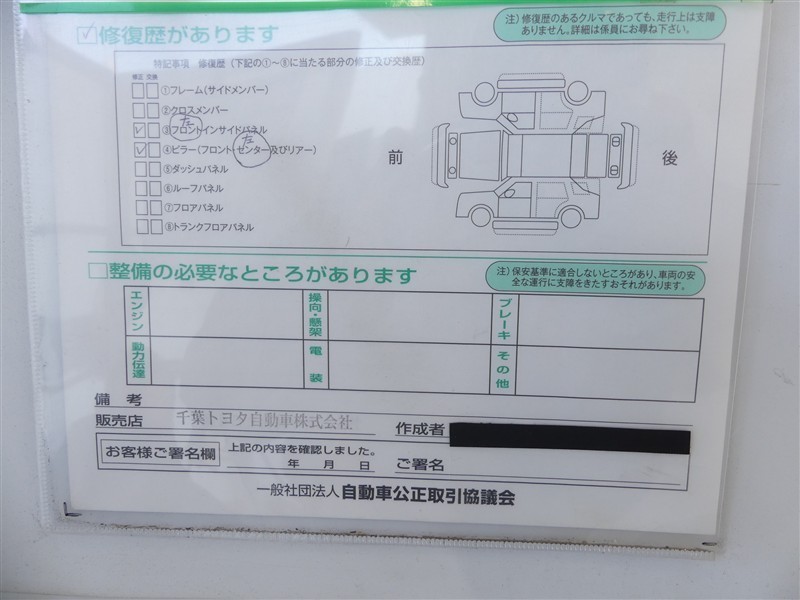 修復歴があります
注）修復歴のあるクルマであっても、走行上は支障
ありません。詳細は係員にお尋ね下さい。
特記事項　修復歴（下記の①～⑧に当たる部分の修正及び交換歴）
修正 交換
①フレーム（サイドメンバー）
②クロスメンバー
左
③フロントインサイドパネル
左
④ピラー（フロント・センター及びリアー）
⑤ダッシュパネル
⑥ルーフパネル
⑦フロアパネル
⑧トランクフロアパネル
前
後
整備の必要なところがあります
注）保安基準に適合しないところがあり、車両の安
全な運行に支障をきたすおそれがあります。
エンジン
操向・懸架
ブレーキ
動力伝達
電装
その他
備考
販売店 千葉トヨタ自動車株式会社 作成者
お客様ご署名欄
上記の内容を確認しました。
年 月 日 ご署名
一般社団法人 自動車公正取引協議会